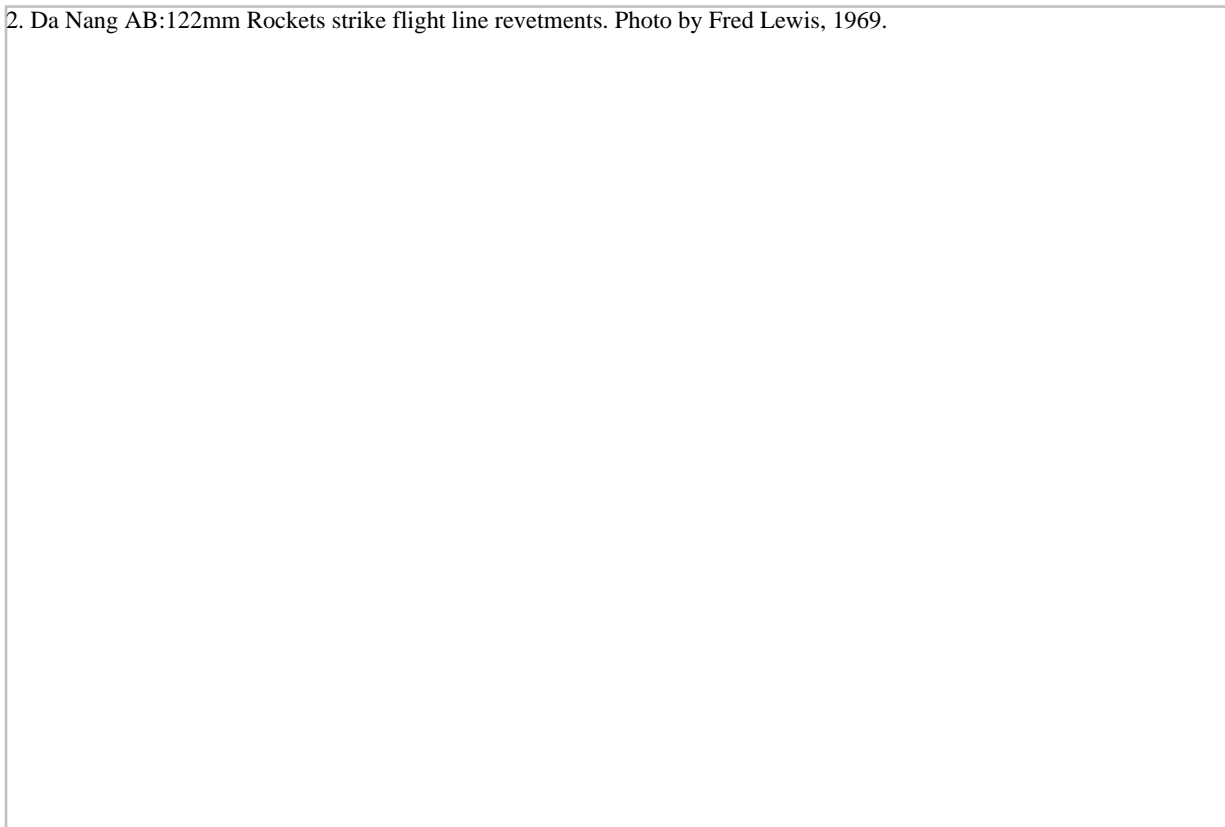 2. Da Nang AB:122mm Rockets strike flight line revetments. Photo by Fred Lewis, 1969.